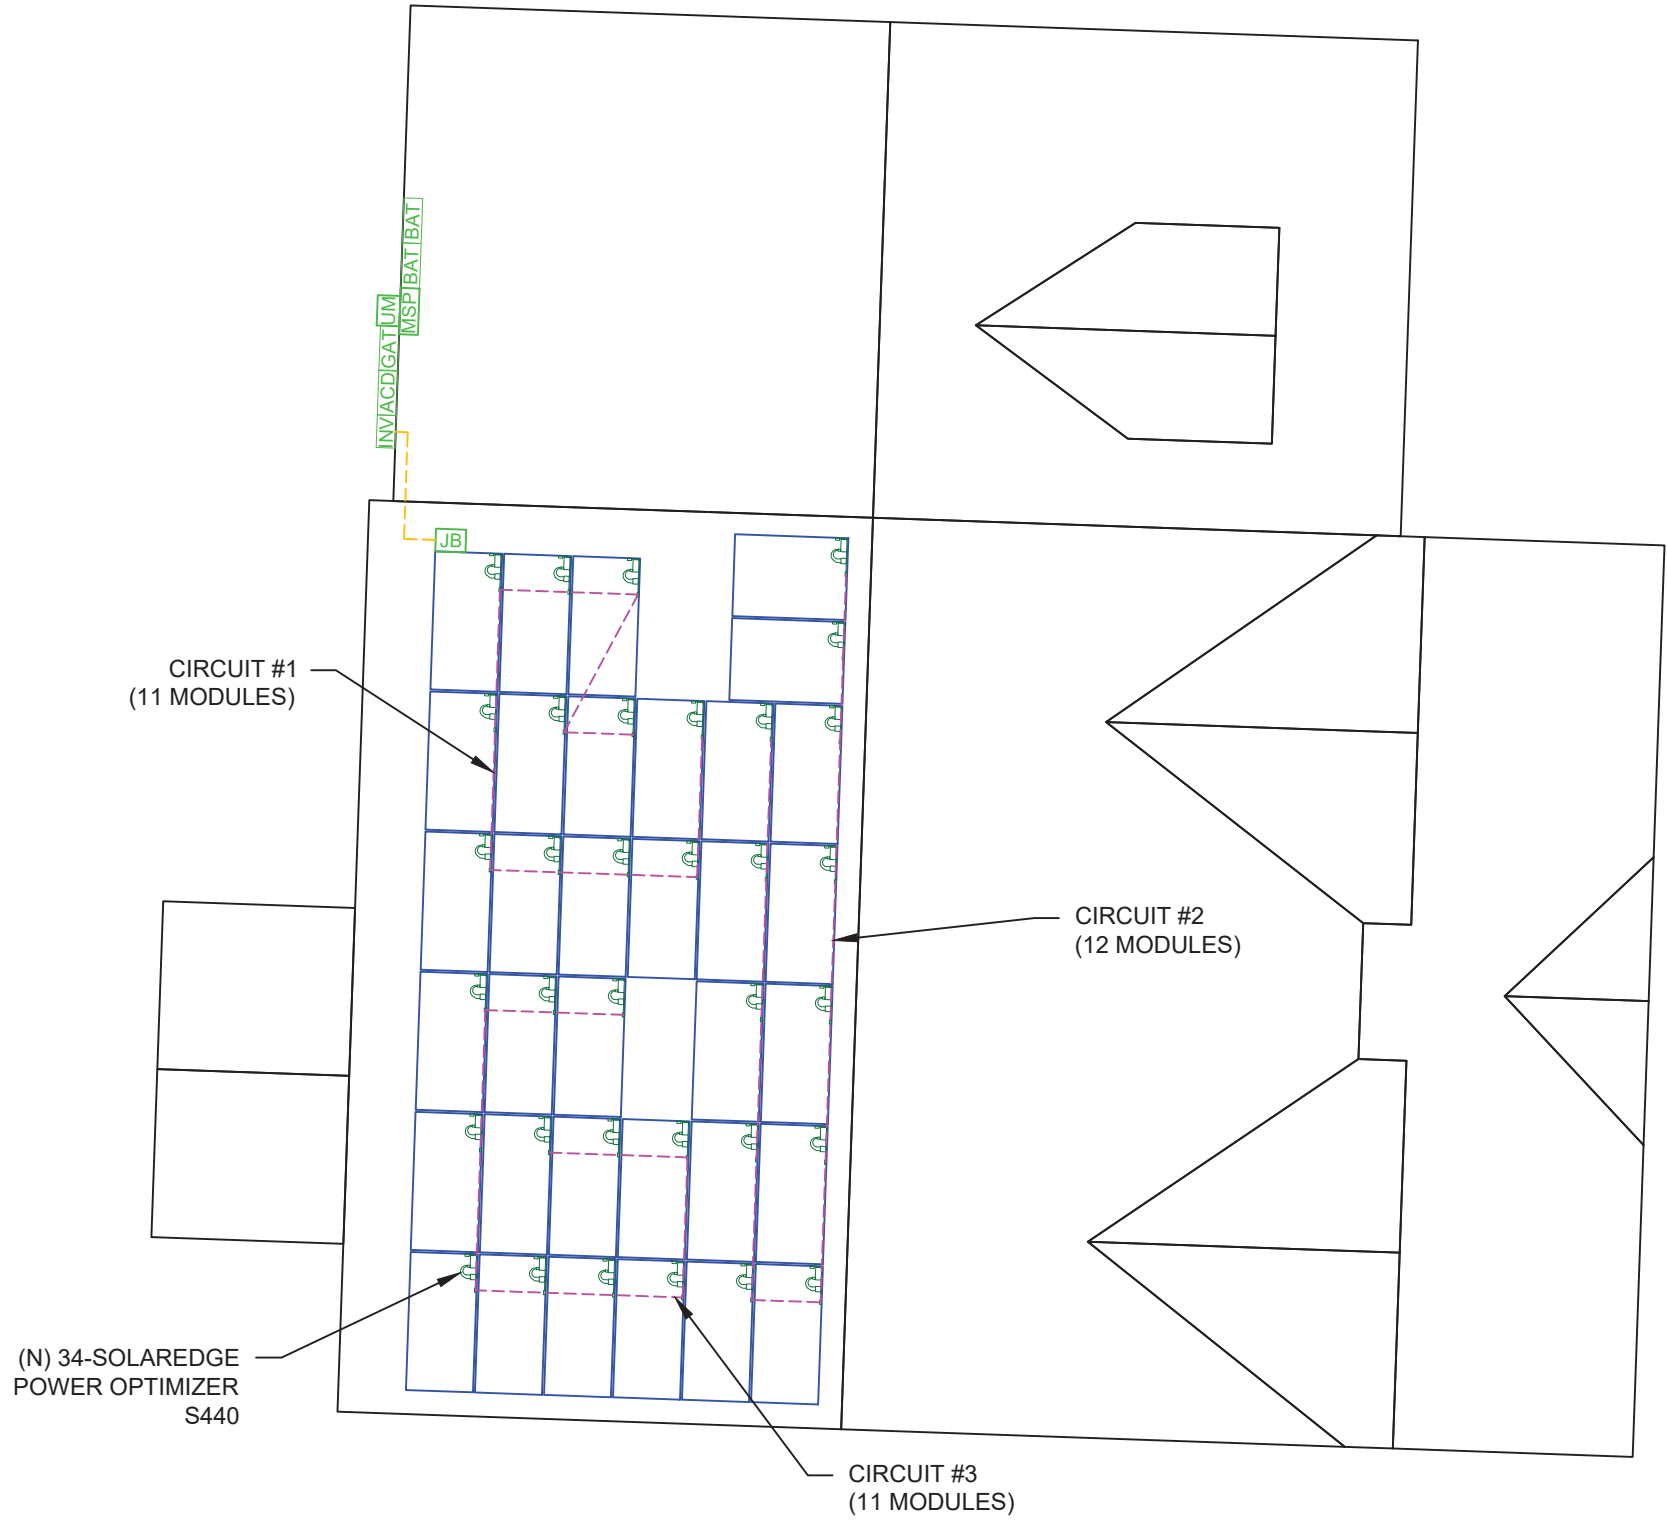 BAT
BAT
MSP
UM
GAT
ACD
INV
JB
CIRCUIT #1
(11 MODULES)
CIRCUIT #2
(12 MODULES)
(N) 34-SOLAREDGE
POWER OPTIMIZER
S440
CIRCUIT #3
(11 MODULES)